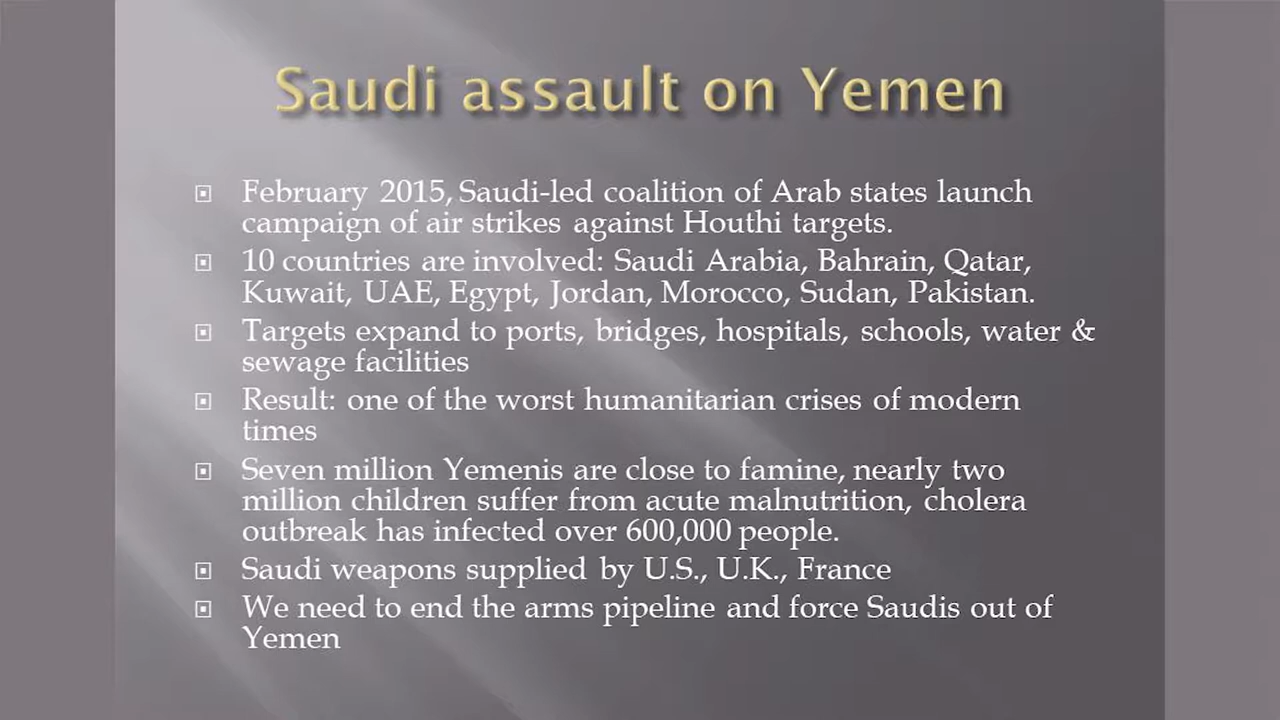 Saudi assault on Yemen
February 2015, Saudi-led coalition of Arab states launch
campaign of air strikes against Houthi targets.
10 countries are involved: Saudi Arabia, Bahrain, Qatar,
Kuwait, UAE, Egypt, Jordan, Morocco, Sudan, Pakistan.
Targets expand to ports, bridges, hospitals, schools, water &
sewage facilities
Result: one of the worst humanitarian crises of modern
times
Seven million Yemenis are close to famine, nearly two
million children suffer from acute malnutrition, cholera
outbreak has infected over 600,000 people.
Saudi weapons supplied by U.S., U.K., France
We need to end the arms pipeline and force Saudis out of
Yemen